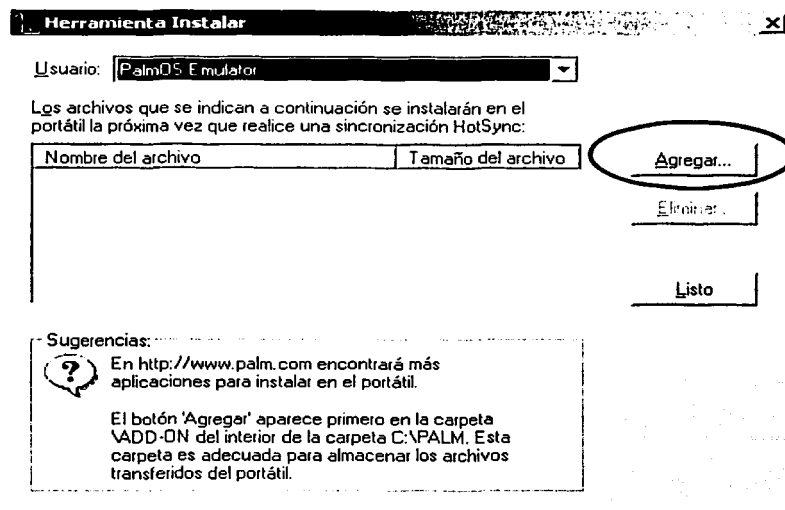 Herramienta Instalar
Usuario: PalmOS Emulator
Los archivos que se indican a continuación se instalarán en el
portátil la próxima vez que realice una sincronización HotSync:
Nombre del archivo Tamaño del archivo
Agregar...
Eliminar...
Listo
Sugerencias:
En http://www.palm.com encontrará más
aplicaciones para instalar en el portátil.
El botón 'Agregar' aparece primero en la carpeta
\ADD-ON del interior de la carpeta C:\PALM. Esta
carpeta es adecuada para almacenar los archivos
transferidos del portátil.